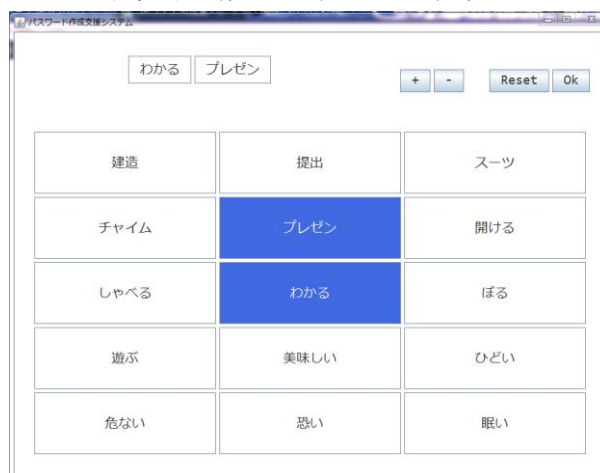 パスワード作成支援システム
わかる プレゼン
+ - Reset Ok
建造 提出 スーツ
チャイム プレゼン 開ける
しゃべる わかる ぼる
遊ぶ 美味しい ひどい
危ない 恐い 眠い